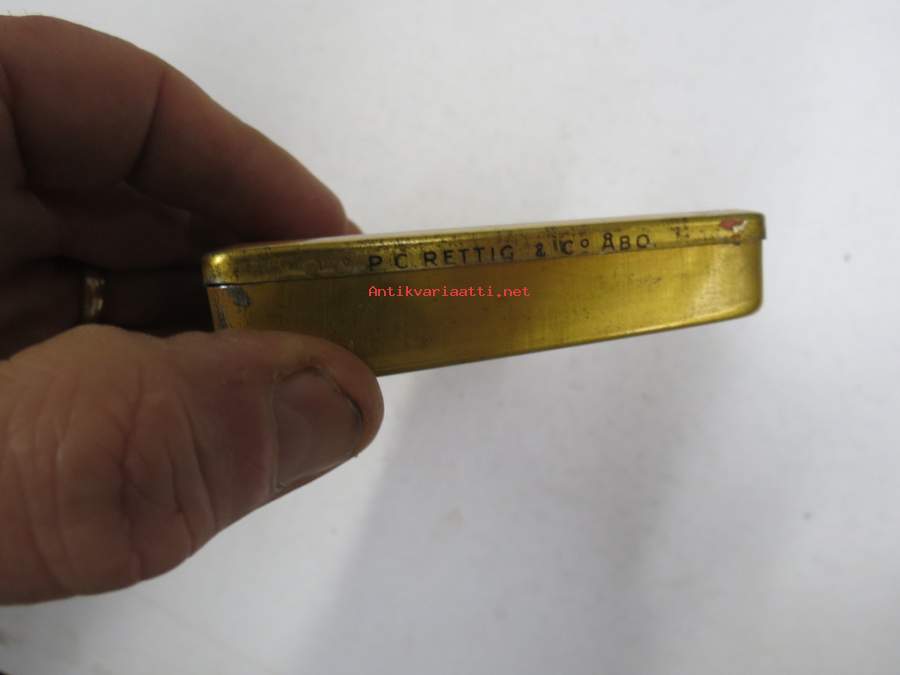 P.C. RETTIG & Co ÅBO.
Antikvariaatti.net